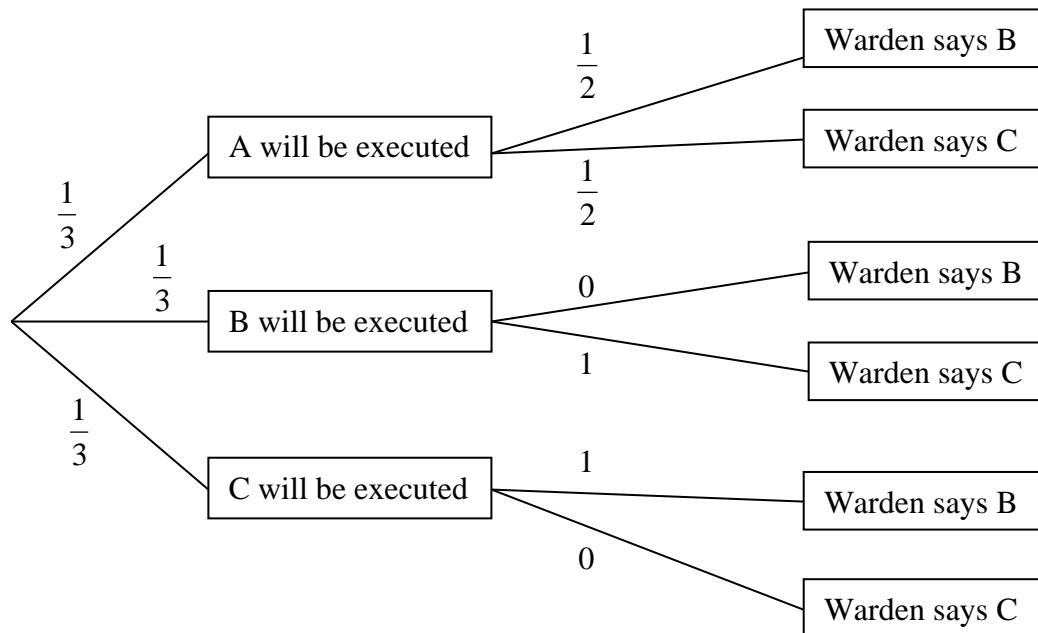 Warden says B
1/2
A will be executed
Warden says C
1/2
1/3
1/3
Warden says B
0
B will be executed
1
Warden says C
1/3
1
C will be executed
Warden says B
0
Warden says C